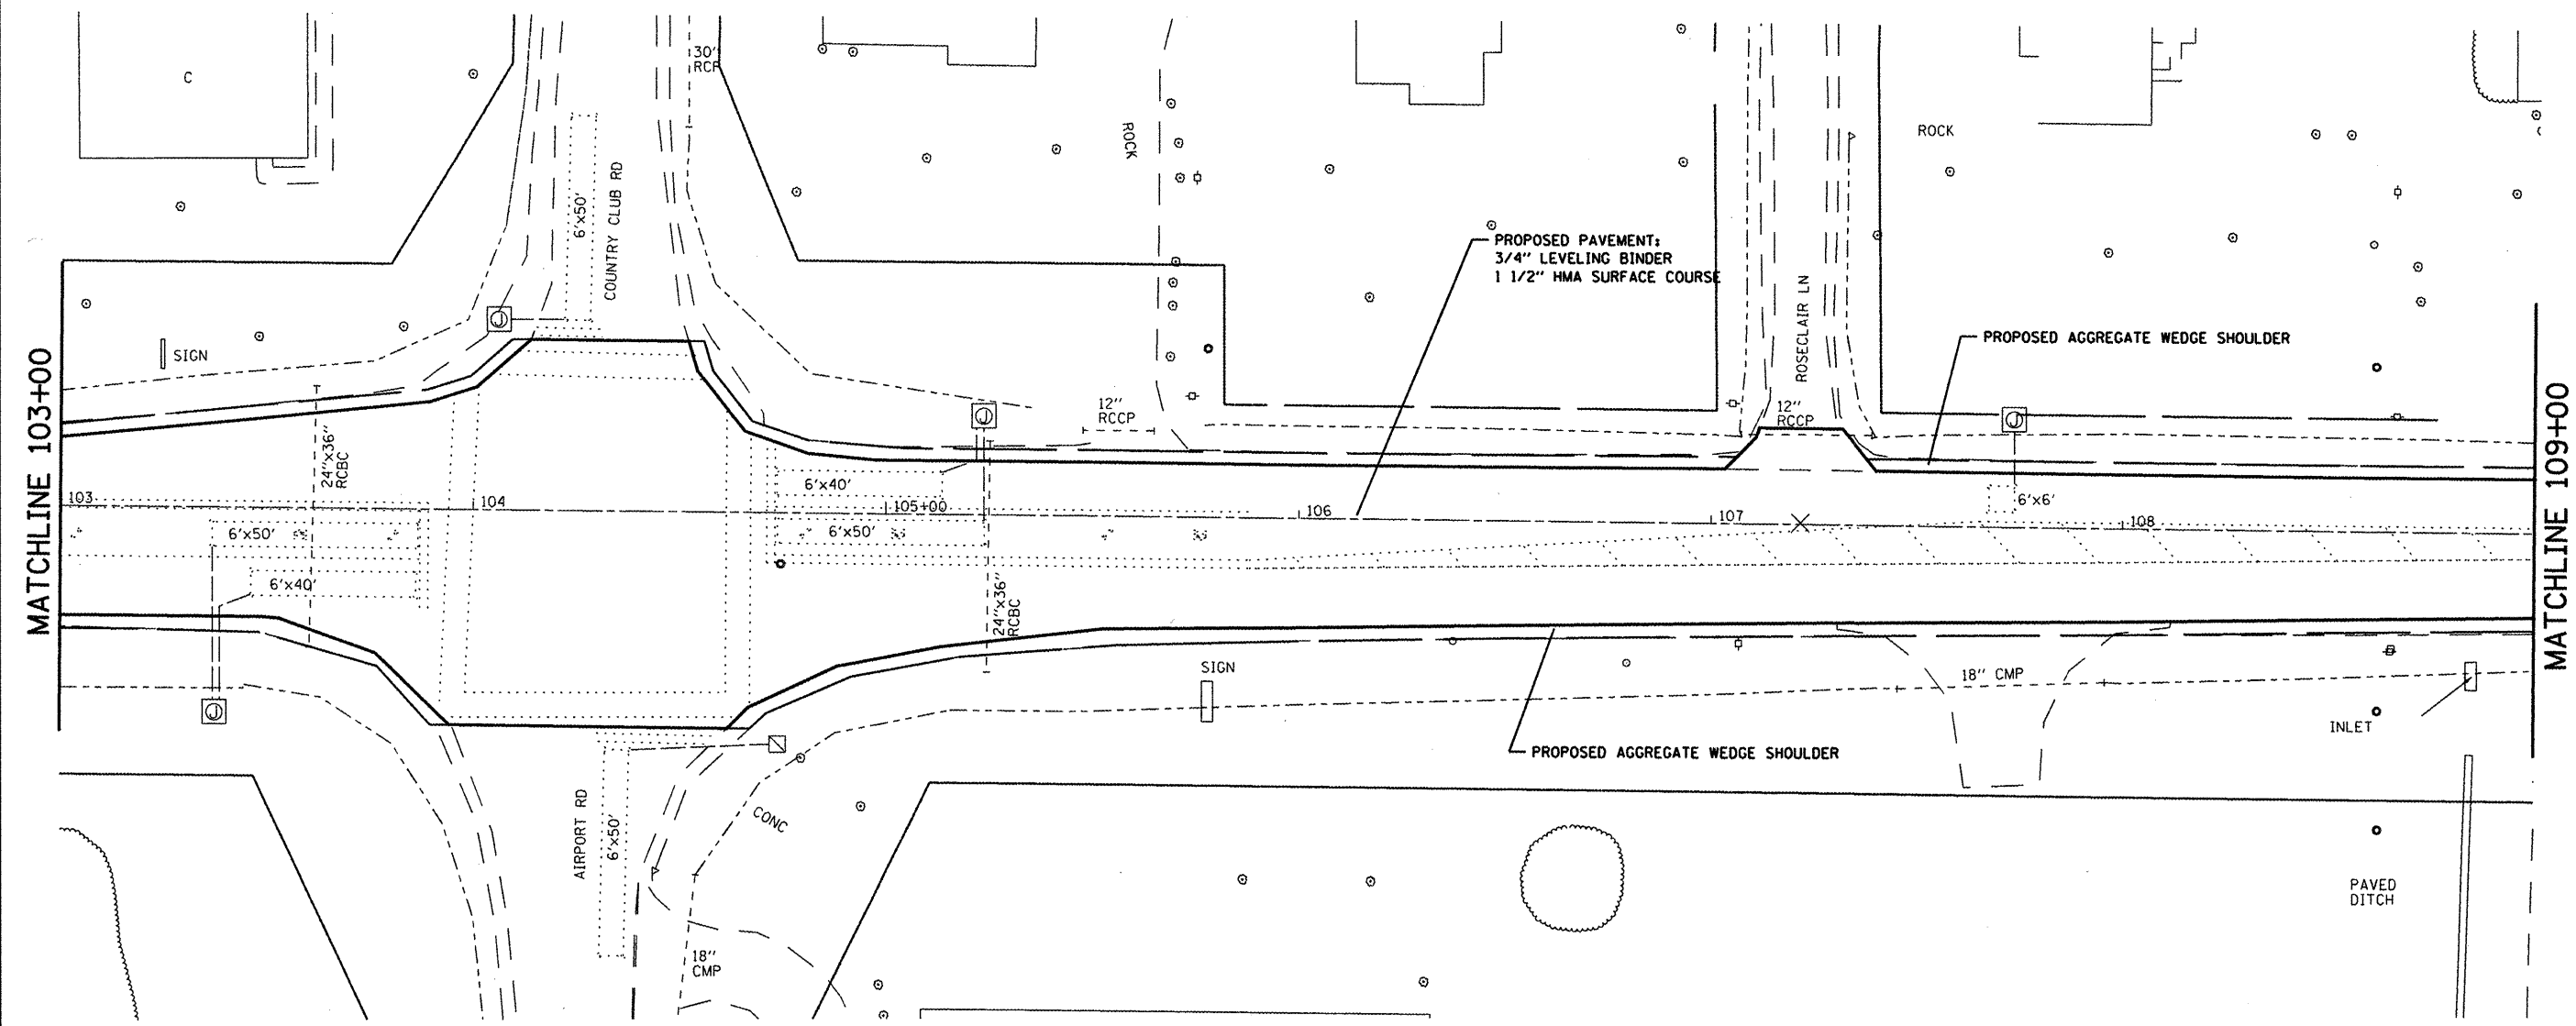 C
30'
RCP
6'x50'
COUNTRY CLUB RD
ROCK
ROCK
PROPOSED PAVEMENT:
3/4" LEVELING BINDER
1 1/2" HMA SURFACE COURSE
ROSECLAIR LN
PROPOSED AGGREGATE WEDGE SHOULDER
J
SIGN
MATCHLINE 103+00
24"x36"
RCBC
J
12"
RCCP
12"
RCCP
J
MATCHLINE 109+00
103
104
6'x40'
105+00
106
107
108
6'x6'
6'x50'
6'x50'
6'x40'
24"x36"
RCBC
SIGN
18" CMP
J
INLET
PROPOSED AGGREGATE WEDGE SHOULDER
AIRPORT RD
6'x50'
CONC
PAVED
DITCH
18"
CMP